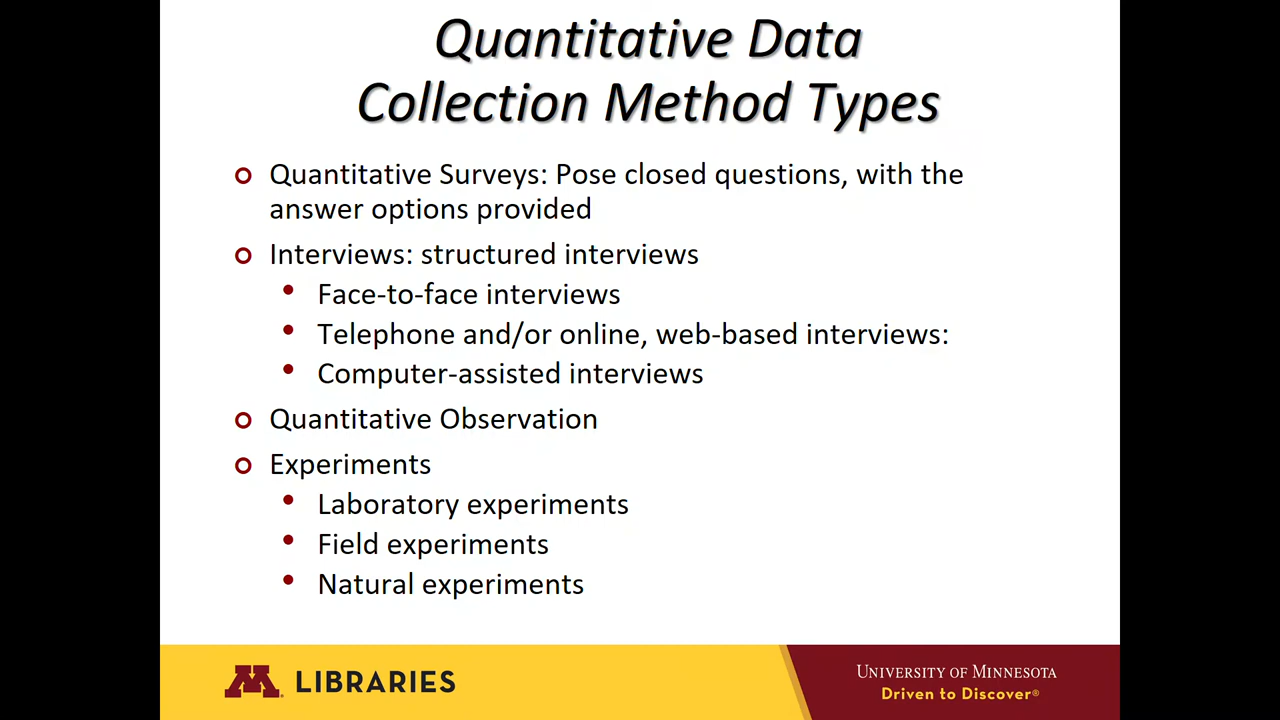 Quantitative Data
Collection Method Types
Quantitative Surveys: Pose closed questions, with the
answer options provided
Interviews: structured interviews
Face-to-face interviews
Telephone and/or online, web-based interviews:
Computer-assisted interviews
Quantitative Observation
Experiments
Laboratory experiments
Field experiments
Natural experiments
M LIBRARIES
UNIVERSITY OF MINNESOTA
Driven to Discover®